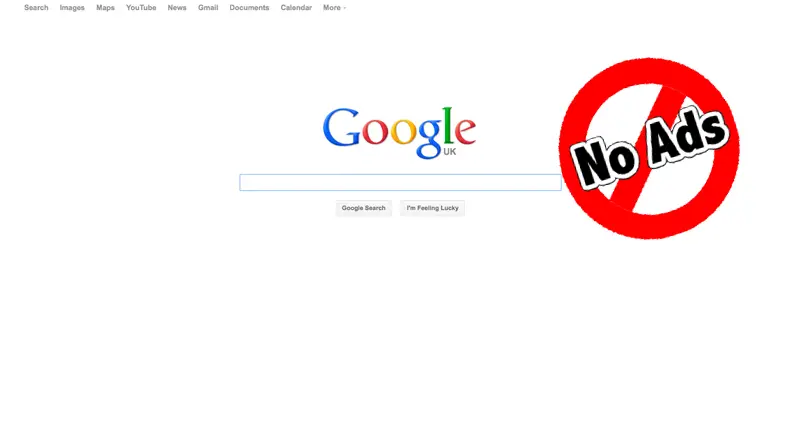 Search Images Maps YouTube News Gmail Documents Calendar More
Google
UK
No Ads
Google Search I'm Feeling Lucky